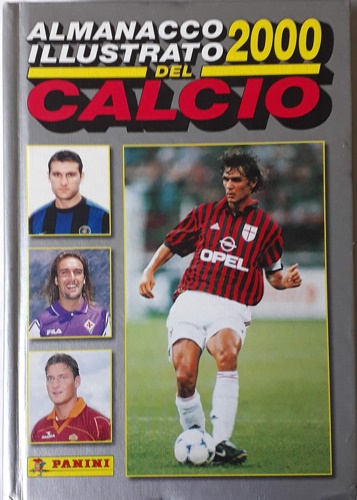 ALMANACCO
ILLUSTRATO 2000
DEL
CALCIO
OPEL
FILA
PANINI